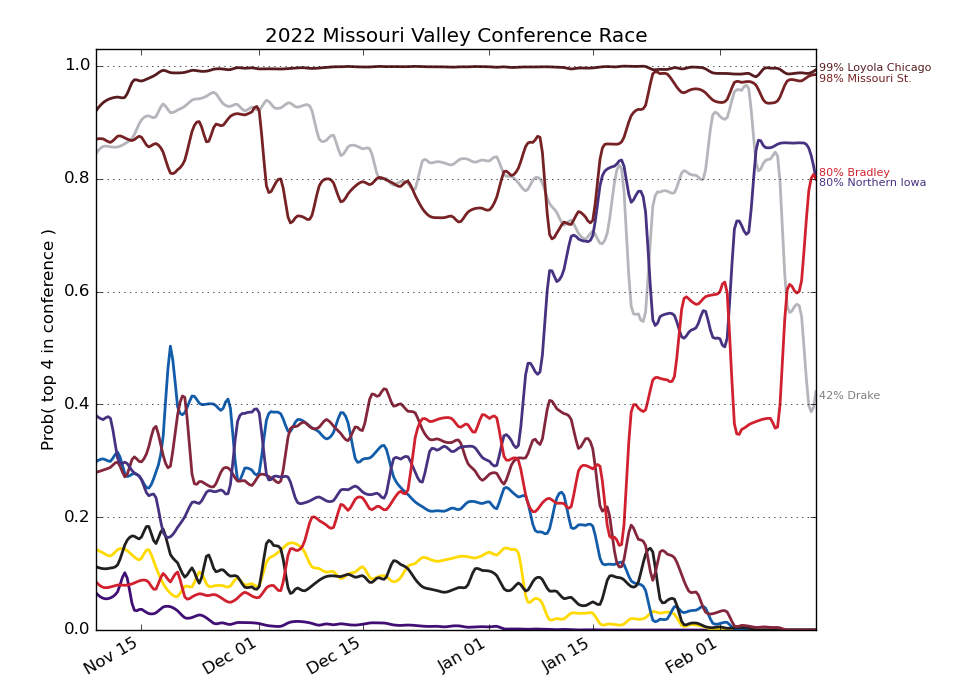 2022 Missouri Valley Conference Race
Prob( top 4 in conference )
1.0
0.8
0.6
0.4
0.2
0.0
Nov 15
Dec 01
Dec 15
Jan 01
Jan 15
Feb 01
99% Loyola Chicago
98% Missouri St.
80% Bradley
80% Northern Iowa
42% Drake